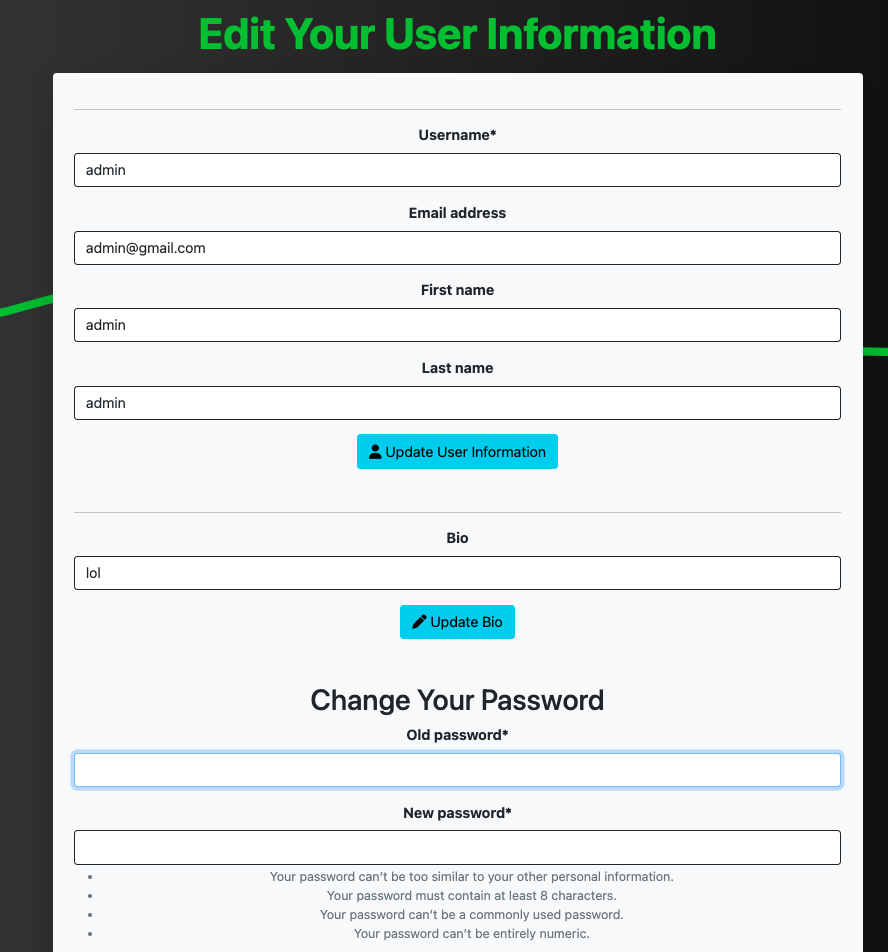 Edit Your User Information
Username*
admin
Email address
admin@gmail.com
First name
admin
Last name
admin
Update User Information
Bio
lol
Update Bio
Change Your Password
Old password*
New password*
Your password can’t be too similar to your other personal information.
Your password must contain at least 8 characters.
Your password can’t be a commonly used password.
Your password can’t be entirely numeric.